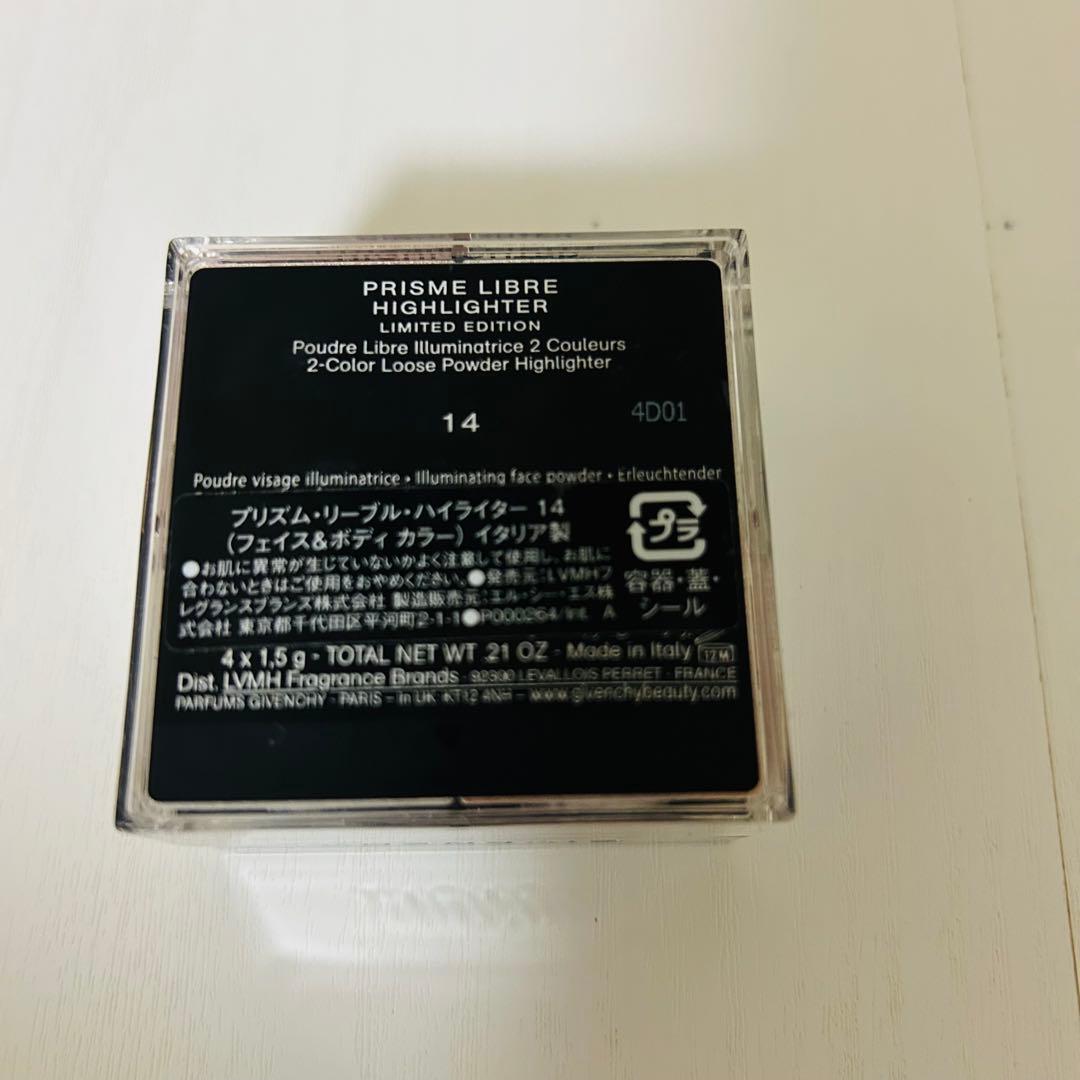 PRISME LIBRE
HIGHLIGHTER
LIMITED EDITION
Poudre Libre Illuminatrice 2 Couleurs
2-Color Loose Powder Highlighter
14
4D01
Poudre visage illuminatrice • Illuminating face powder • Erleuchtender
プリズム・リーブル・ハイライター 14
(フェイス&ボディ カラー) イタリア製
●お肌に異常が生じていないかよく注意して使用し、お肌に
合わないときはご使用をおやめください。●発売元:LVMHフ
レグランスブランズ株式会社 製造販売元:エル・シー・エス株
式会社 東京都千代田区平河町2-1-1●P000264/Int. A
プラ
容器・蓋・
シール
4 x 1,5 g - TOTAL NET WT .21 OZ - Made in Italy 12 M
Dist. LVMH Fragrance Brands - 92300 LEVALLOIS PERRET - FRANCE
PARFUMS GIVENCHY - PARIS - In UK KT12 4NH - www.givenchybeauty.com